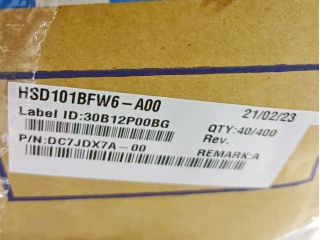 HSD101BFW6-A00 21/02/23
Label ID:30B12P00BG QTY:40/400
Rev.
P/N:DC7JDX7A-00 REMARK:A